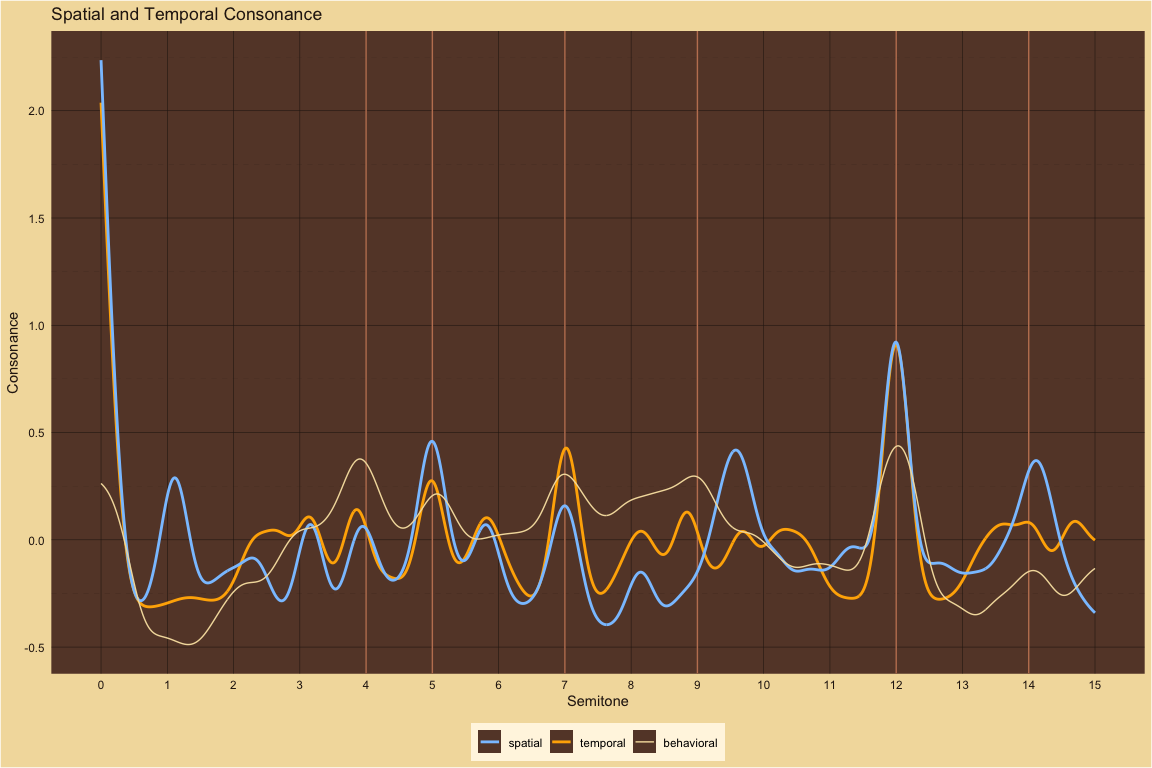 Spatial and Temporal Consonance
Consonance
2.0
1.5
1.0
0.5
0.0
-0.5
0 1 2 3 4 5 6 7 8 9 10 11 12 13 14 15
Semitone
spatial temporal behavioral